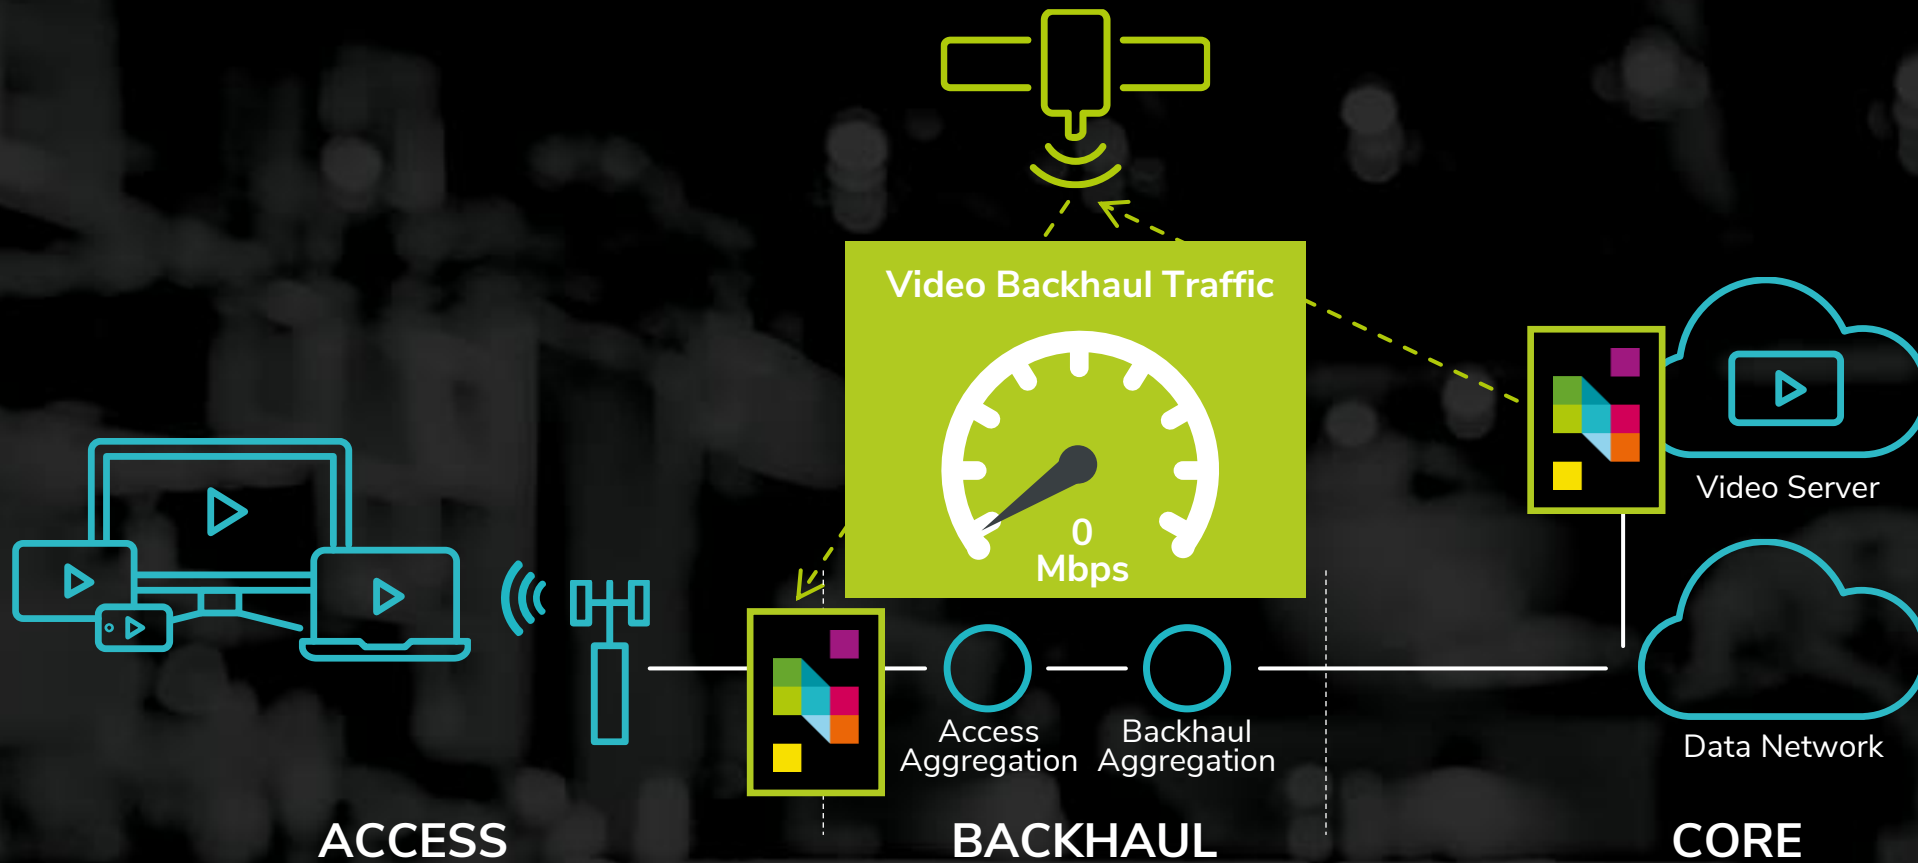 Video Backhaul Traffic
0
Mbps
Video Server
Access
Aggregation
Backhaul
Aggregation
Data Network
ACCESS
BACKHAUL
CORE